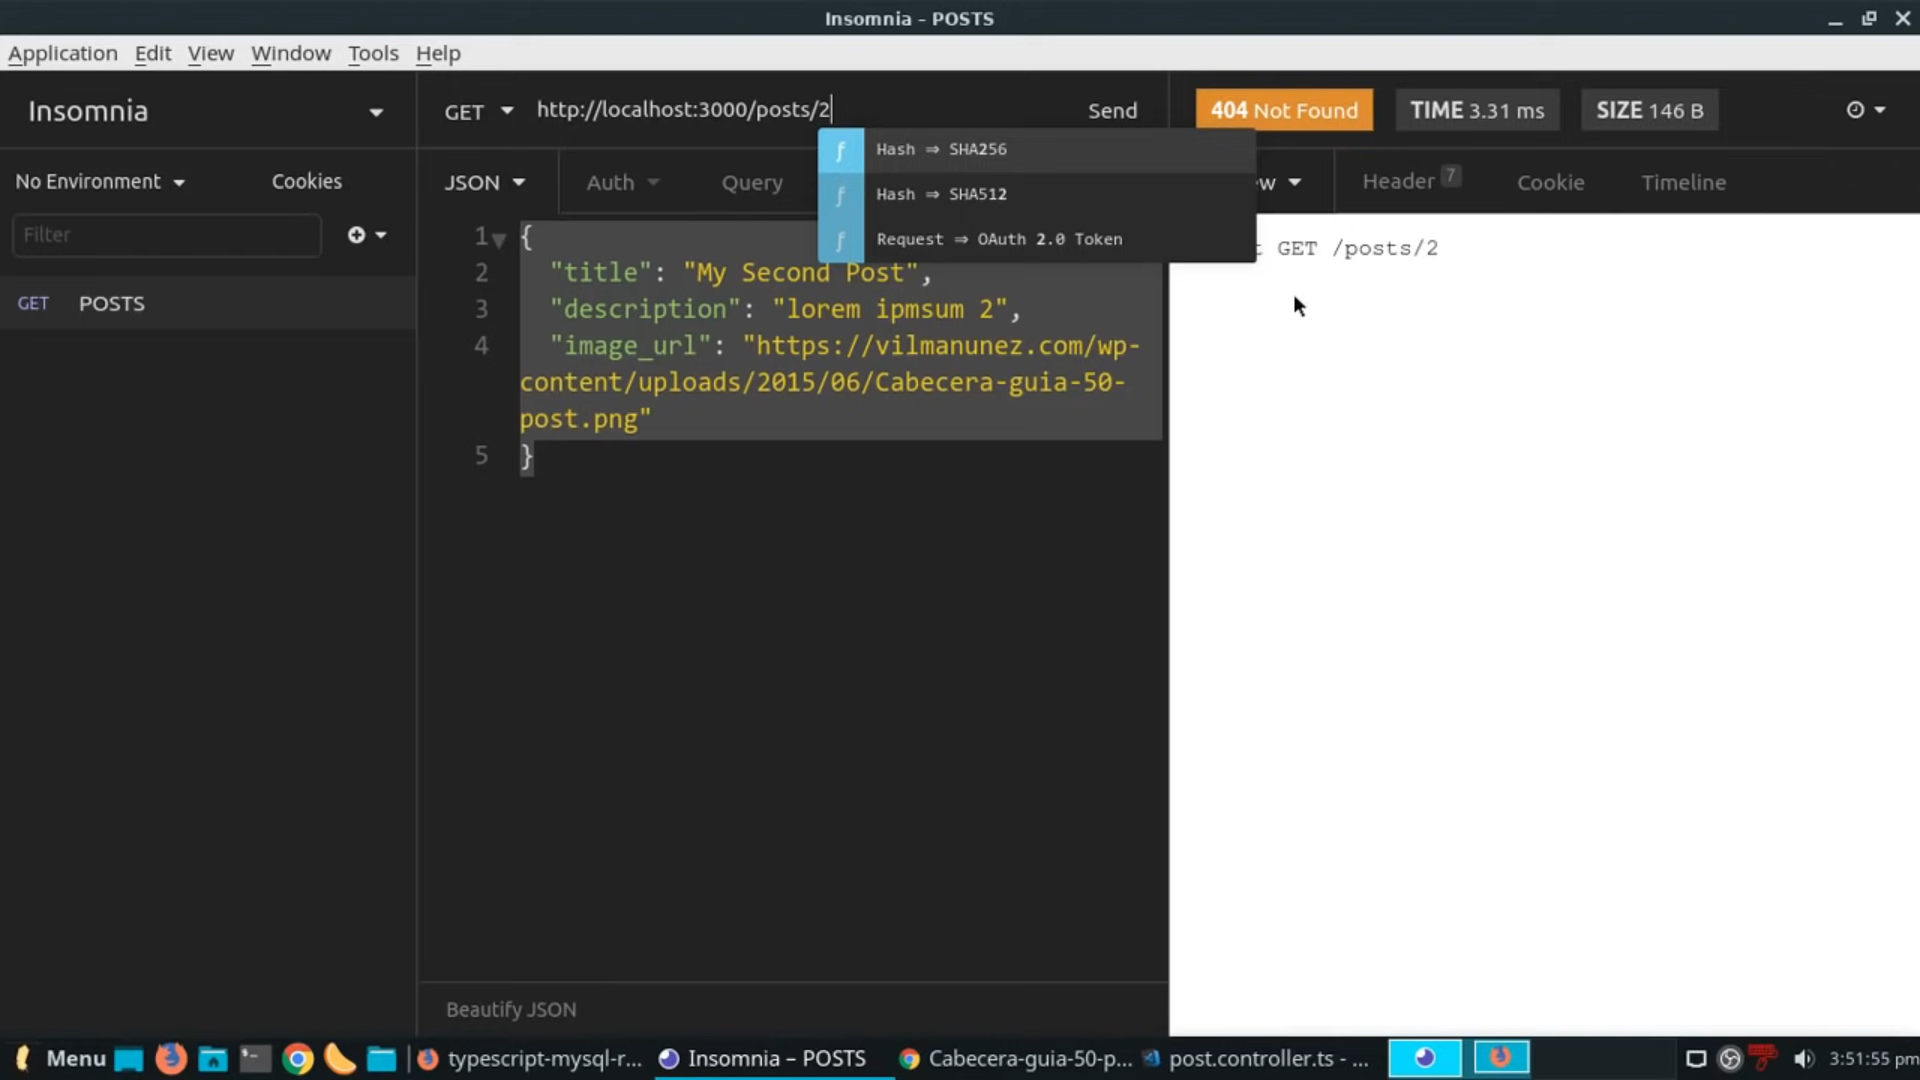 Insomnia – POSTS
Application Edit View Window Tools Help
Insomnia
GET http://localhost:3000/posts/2 Send
404 Not Found TIME 3.31 ms SIZE 146 B
No Environment Cookies
JSON Auth Query
Header 7 Cookie Timeline
ƒ Hash ⇒ SHA256
ƒ Hash ⇒ SHA512
ƒ Request ⇒ OAuth 2.0 Token
Filter
GET POSTS
1 {
2 "title": "My Second Post",
3 "description": "lorem ipmsum 2",
4 "image_url": "https://vilmanunez.com/wp-
content/uploads/2015/06/Cabecera-guia-50-
post.png"
5 }
GET /posts/2
Beautify JSON
Menu typescript-mysql-r... Insomnia – POSTS Cabecera-guia-50-p... post.controller.ts - ... 3:51:55 pm